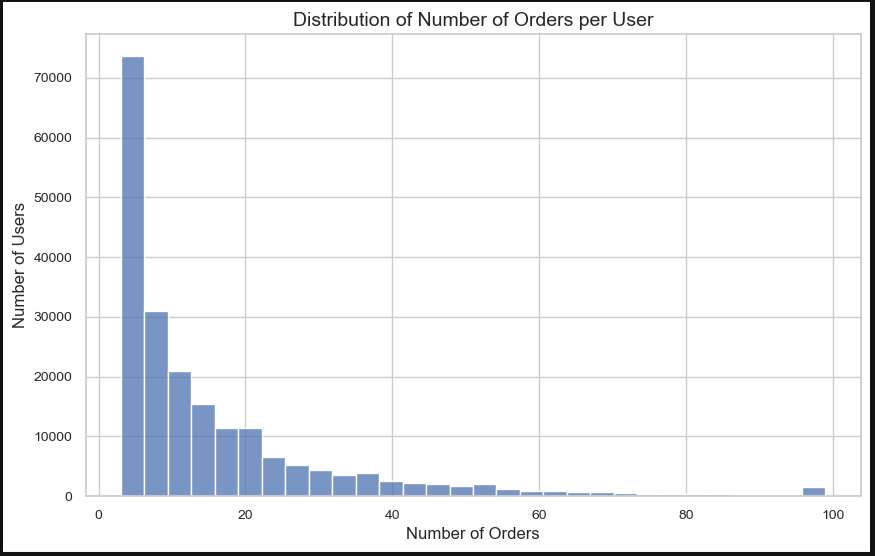 Distribution of Number of Orders per User
70000
60000
50000
40000
30000
20000
10000
0
Number of Users
0 20 40 60 80 100
Number of Orders